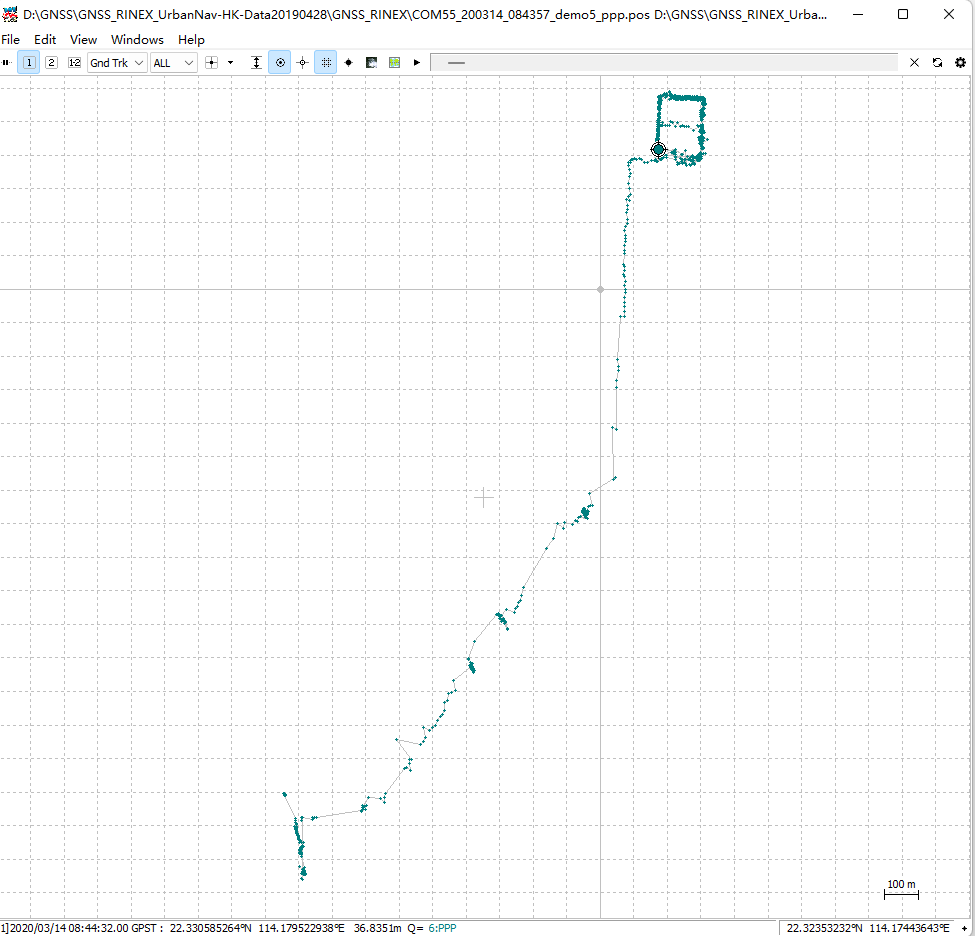 D:\GNSS\GNSS_RINEX_UrbanNav-HK-Data20190428\GNSS_RINEX\COM55_200314_084357_demo5_ppp.pos D:\GNSS\GNSS_RINEX_Urba...
File Edit View Windows Help
1 2 1-2 Gnd Trk ALL
100 m
1]2020/03/14 08:44:32.00 GPST : 22.330585264°N 114.179522938°E 36.8351m Q= 6:PPP 22.32353232°N 114.17443643°E